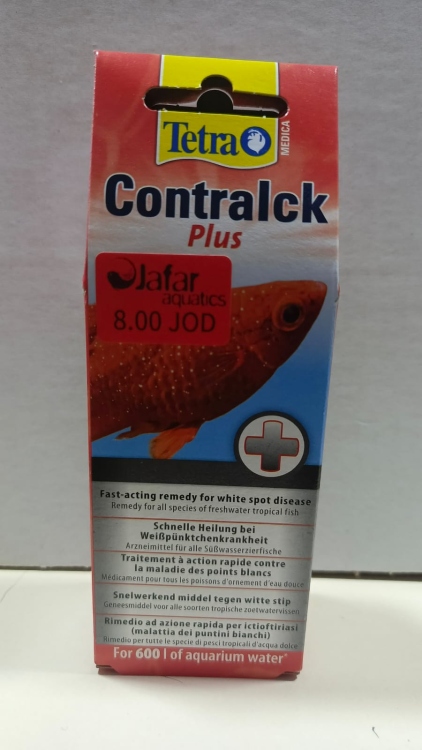 Tetra
MEDICA
ContraIck
Plus
Jafar
aquatics
8.00 JOD
Fast-acting remedy for white spot disease
Remedy for all species of freshwater tropical fish
Schnelle Heilung bei
Weißpünktchenkrankheit
Arzneimittel für alle Süßwasserzierfische
Traitement à action rapide contre
la maladie des points blancs
Médicament pour tous les poissons d'ornement d'eau douce
Snelwerkend middel tegen witte stip
Geneesmiddel voor alle soorten tropische zoetwatervissen
Rimedio ad azione rapida per ictioftiriasi
(malattia dei puntini bianchi)
Rimedio per tutte le specie di pesci tropicali d'acqua dolce
For 600 l of aquarium water*